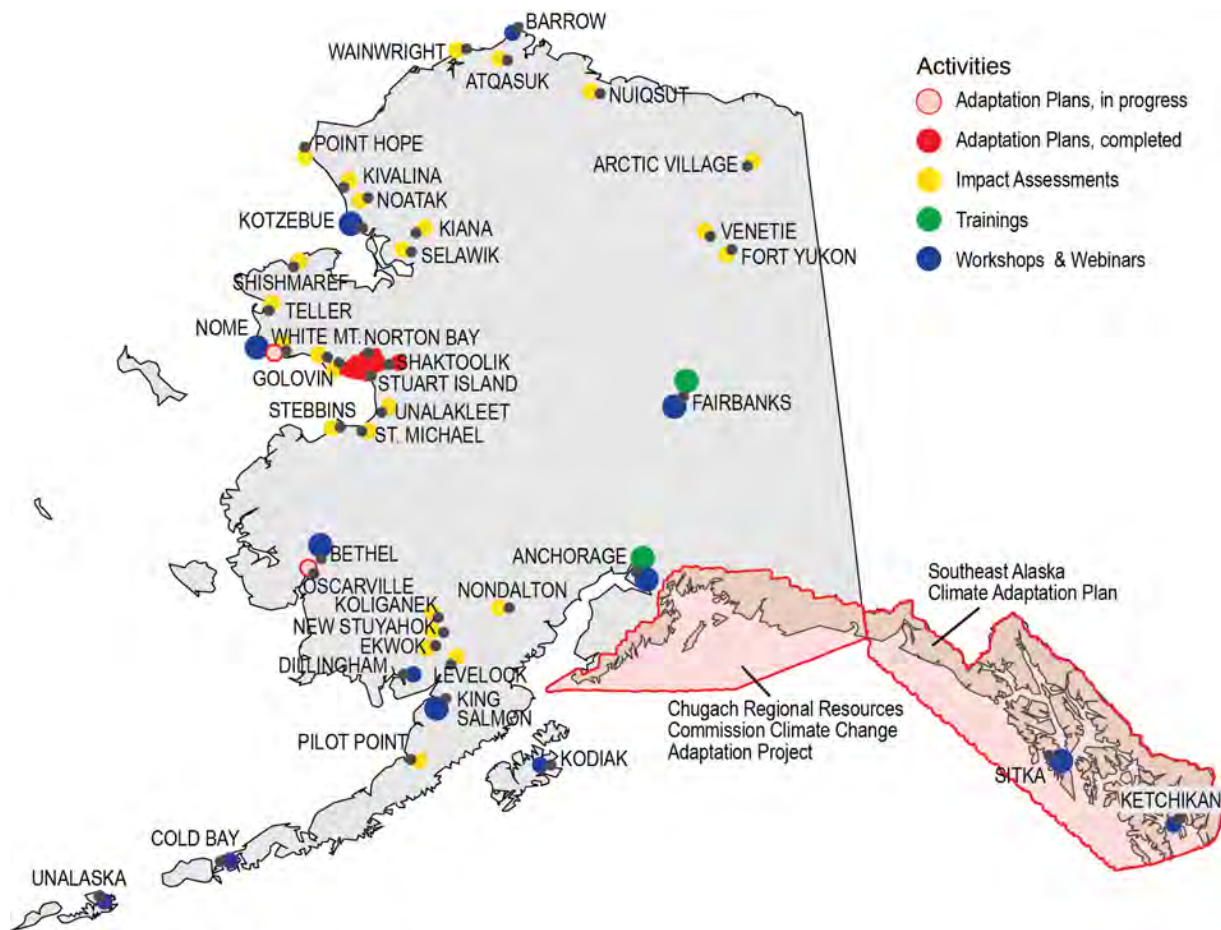 BARROW
WAINWRIGHT
ATQASUK
NUIQSUT
POINT HOPE
ARCTIC VILLAGE
KIVALINA
NOATAK
KOTZEBUE
KIANA
VENETIE
SELAWIK
FORT YUKON
SHISHMAREF
TELLER
NOME
WHITE MT.
NORTON BAY
SHAKTOOLIK
GOLOVIN
STUART ISLAND
STEBBINS
UNALAKLEET
ST. MICHAEL
FAIRBANKS
BETHEL
ANCHORAGE
OSCARVILLE
NONDALTON
KOLIGANEK
NEW STUYAHOK
EKWOK
DILLINGHAM
LEVELOCK
KING
SALMON
PILOT POINT
KODIAK
COLD BAY
UNALASKA
SITKA
KETCHIKAN
Activities
Adaptation Plans, in progress
Adaptation Plans, completed
Impact Assessments
Trainings
Workshops & Webinars
Southeast Alaska
Climate Adaptation Plan
Chugach Regional Resources
Commission Climate Change
Adaptation Project